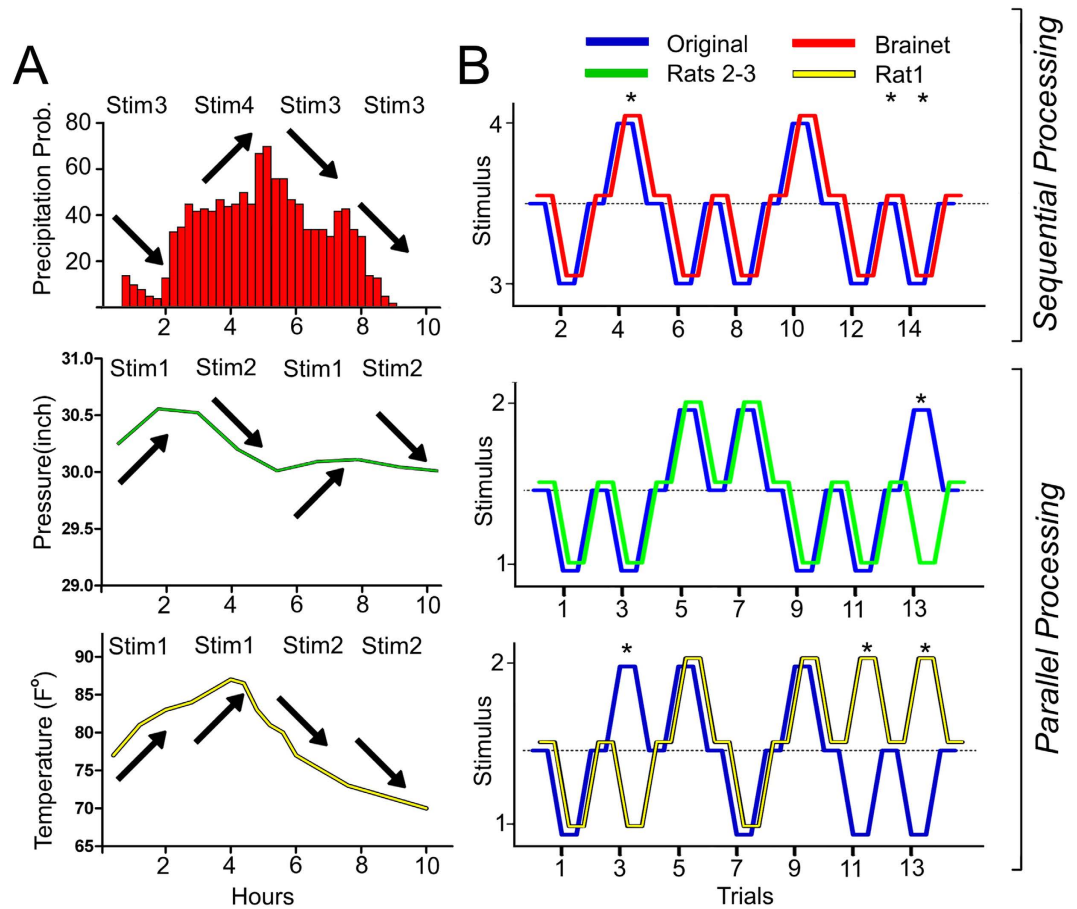 A
B
Original
Brainet
Rats 2-3
Rat1
Stim3 Stim4 Stim3 Stim3
Precipitation Prob.
80
60
40
20
2 4 6 8 10
* * *
Stimulus
4
3
2 4 6 8 10 12 14
Sequential Processing
Stim1 Stim2 Stim1 Stim2
Pressure(inch)
31.0
30.5
30.0
29.5
29.0
2 4 6 8 10
*
Stimulus
2
1
1 3 5 7 9 11 13
Stim1 Stim1 Stim2 Stim2
Temperature (F°)
90
85
80
75
70
65
2 4 6 8 10
Hours
* * *
Stimulus
2
1
1 3 5 7 9 11 13
Trials
Parallel Processing